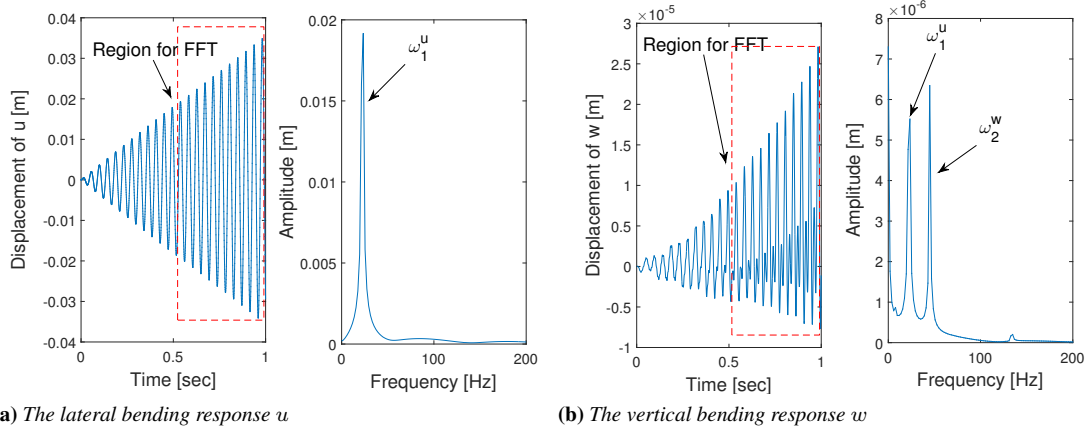 0.04
0.03
0.02
0.01
0
-0.01
-0.02
-0.03
-0.04
Displacement of u [m]
Region for FFT
0 0.5 1
Time [sec]
0.02
0.015
0.01
0.005
0
Amplitude [m]
ω₁ᵘ
0 100 200
Frequency [Hz]
(a) The lateral bending response u
3 ×10⁻⁵
2.5
2
1.5
1
0.5
0
-0.5
-1
Displacement of w [m]
Region for FFT
0 0.5 1
Time [sec]
8 ×10⁻⁶
7
6
5
4
3
2
1
0
Amplitude [m]
ω₁ᵘ
ω₂ʷ
0 100 200
Frequency [Hz]
(b) The vertical bending response w